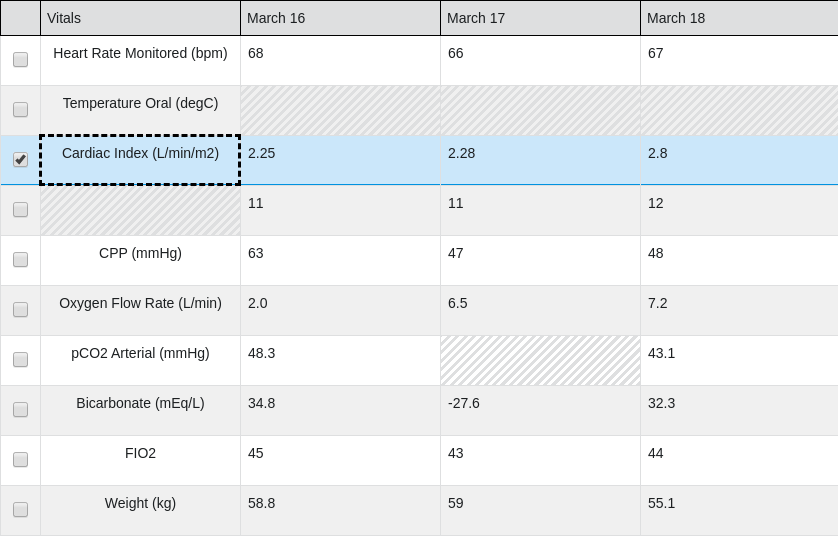 Vitals March 16 March 17 March 18
Heart Rate Monitored (bpm) 68 66 67
Temperature Oral (degC)
Cardiac Index (L/min/m2) 2.25 2.28 2.8
11 11 12
CPP (mmHg) 63 47 48
Oxygen Flow Rate (L/min) 2.0 6.5 7.2
pCO2 Arterial (mmHg) 48.3 43.1
Bicarbonate (mEq/L) 34.8 -27.6 32.3
FIO2 45 43 44
Weight (kg) 58.8 59 55.1